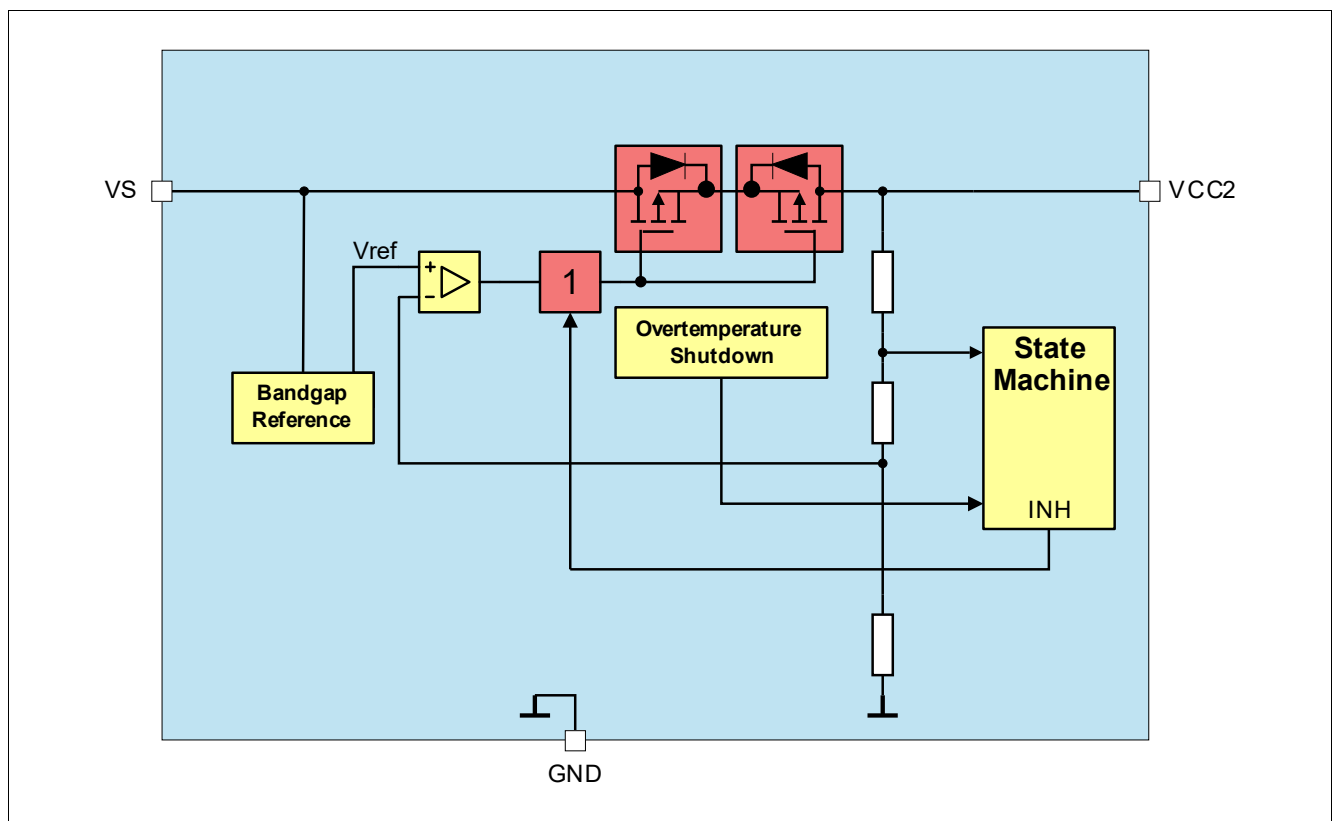 VS
VCC2
Vref
+
-
1
Overtemperature
Shutdown
State
Machine
Bandgap
Reference
INH
GND